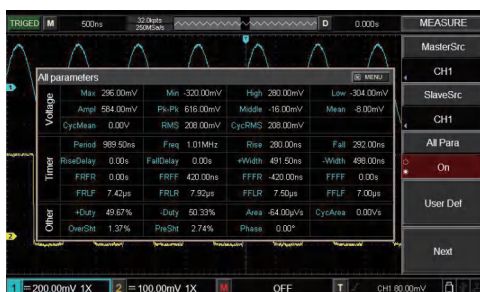 TRIGED M 500ns 32.0kpts 250MSa/s D 0.000s MEASURE
MasterSrc
CH1
SlaveSrc
CH1
All Para
On
User Def
Next
All parameters MENU
Voltage
Max 296.00mV Min -320.00mV High 280.00mV Low -304.00mV
Ampl 584.00mV Pk-Pk 616.00mV Middle -16.00mV Mean -8.00mV
CycMean 0.00V RMS 208.00mV CycRMS 208.00mV
Timer
Period 989.50ns Freq 1.01MHz Rise 280.00ns Fall 292.00ns
RiseDelay 0.00s FallDelay 0.00s +Width 491.50ns -Width 498.00ns
FRFR 0.00s FRFF 420.00ns FFFR -420.00ns FFFF 0.00s
FRLF 7.42μs FRLR 7.92μs FFLR 7.50μs FFLF 7.00μs
Other
+Duty 49.67% -Duty 50.33% Area -64.00μVs CycArea 0.00Vs
OverSht 1.37% PreSht 2.74% Phase 0.00°
1 200.00mV 1X 2 100.00mV 1X M OFF T CH1 80.00mV